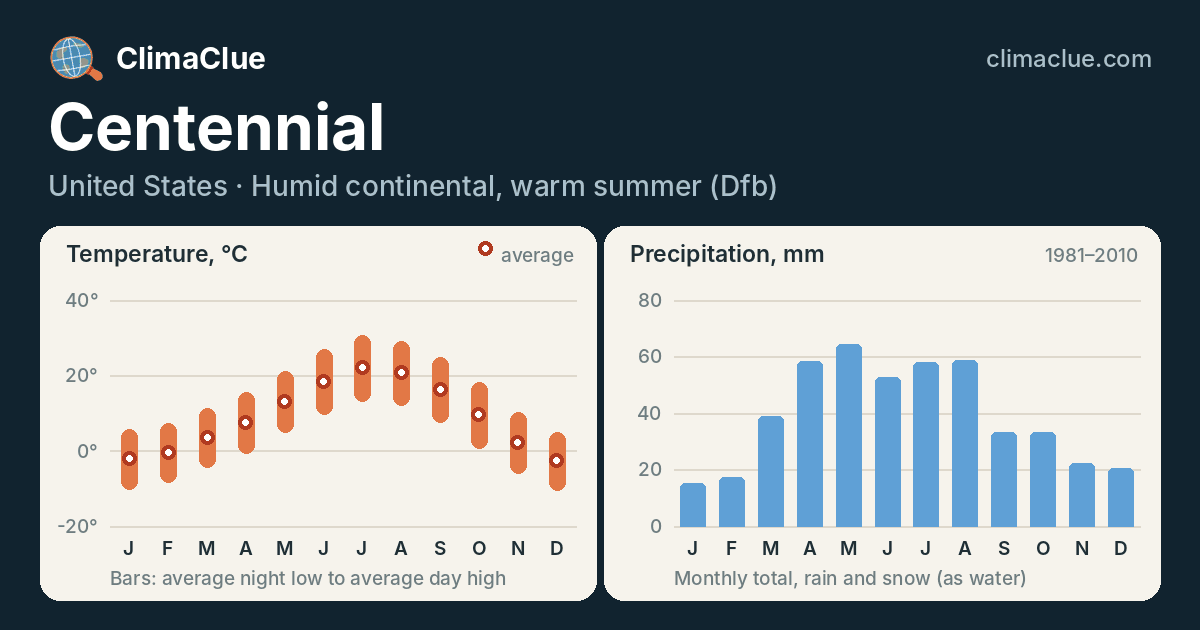 ClimaClue
climaclue.com
Centennial
United States · Humid continental, warm summer (Dfb)
Temperature, °C
average
40°
20°
0°
-20°
J F M A M J J A S O N D
Bars: average night low to average day high
Precipitation, mm
1981–2010
80
60
40
20
0
J F M A M J J A S O N D
Monthly total, rain and snow (as water)